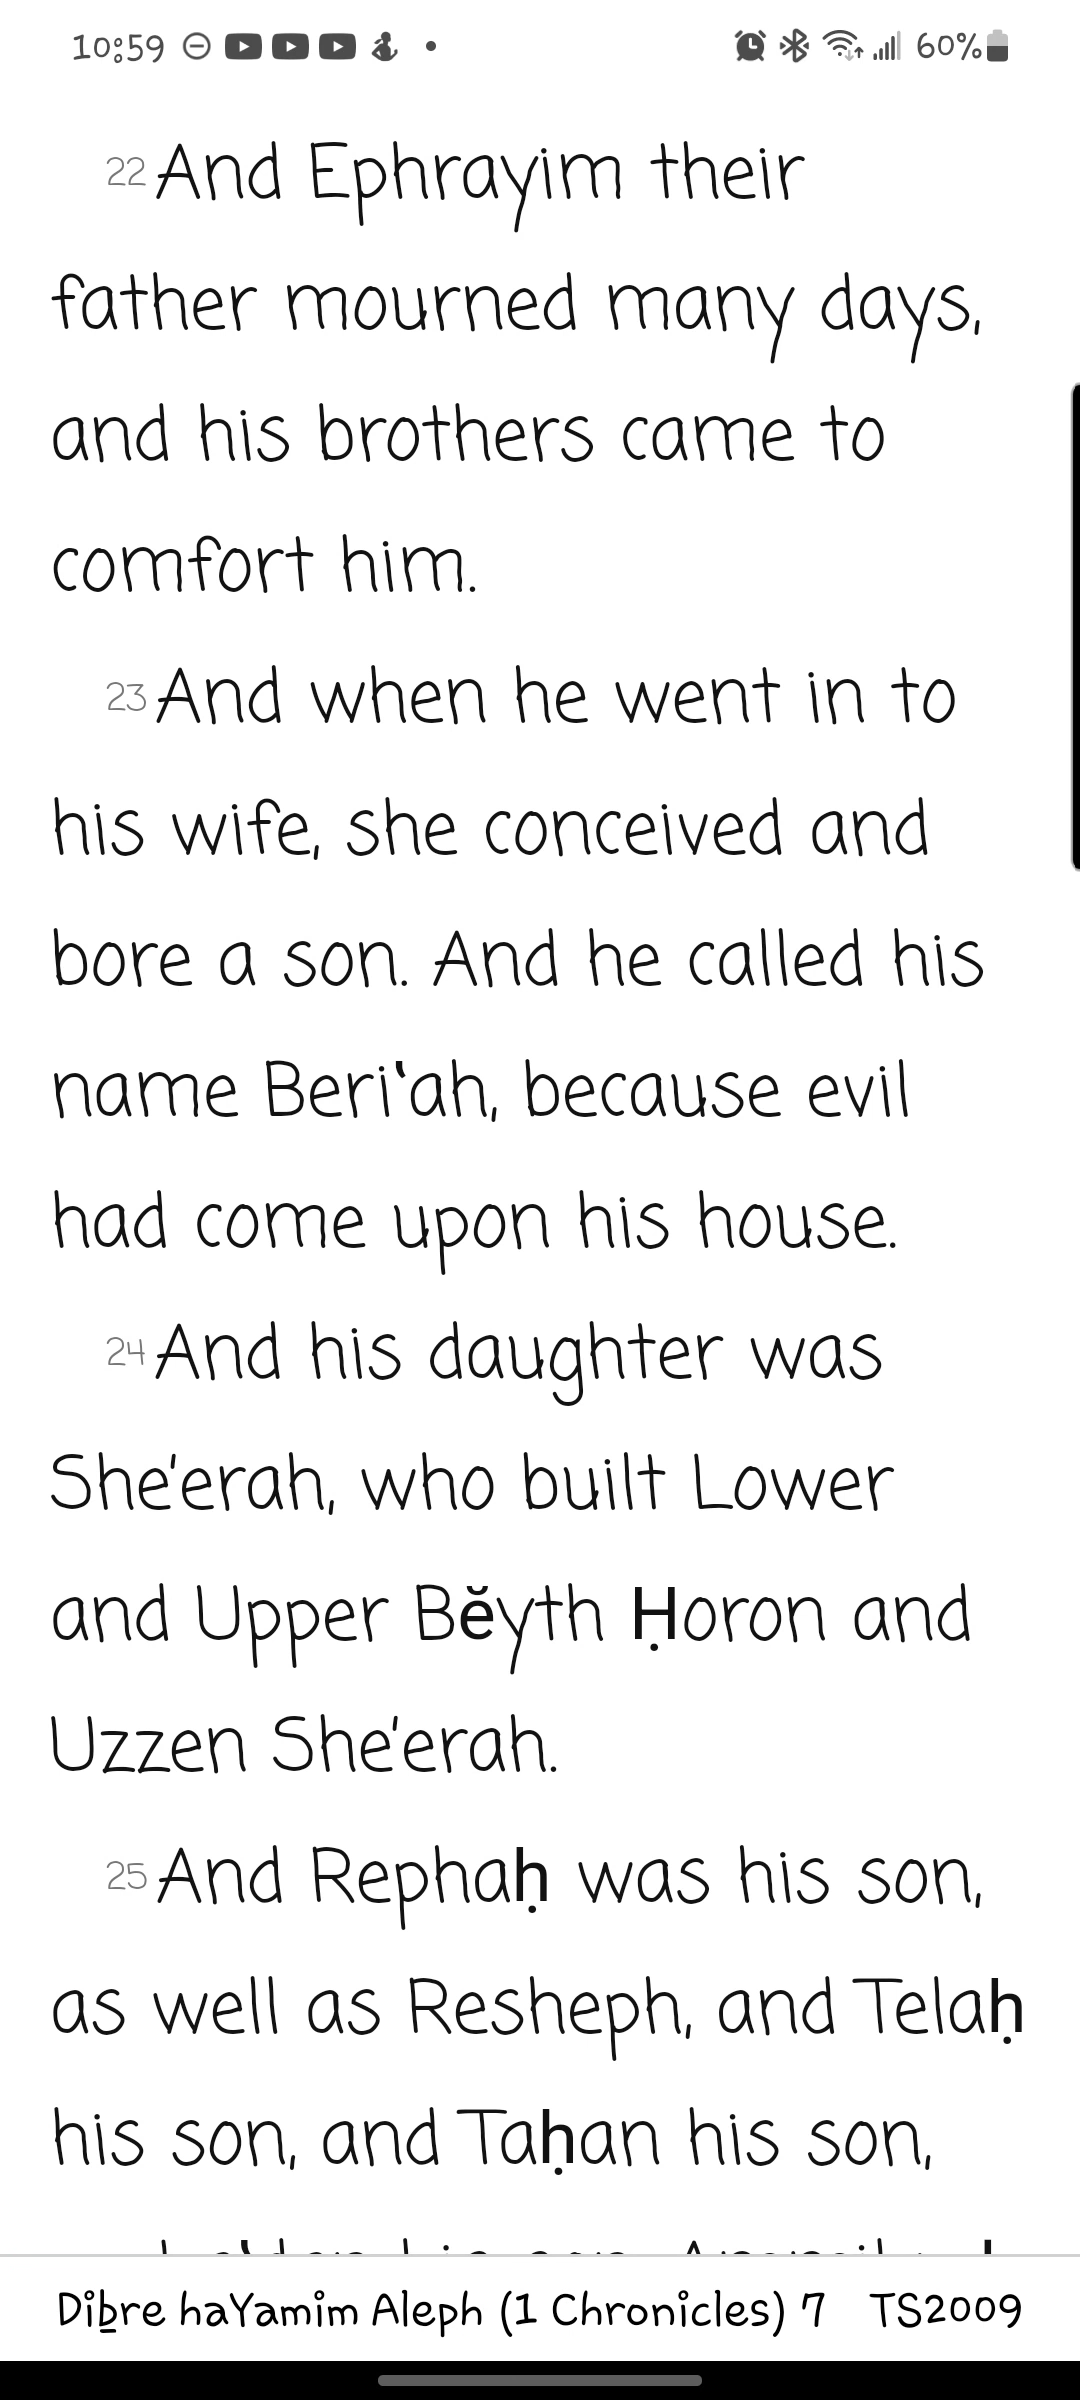 10:59 60%
22 And Ephrayim their
father mourned many days,
and his brothers came to
comfort him.
23 And when he went in to
his wife, she conceived and
bore a son. And he called his
name Beri‛ah, because evil
had come upon his house.
24 And his daughter was
She’erah, who built Lower
and Upper Bĕyth Ḥoron and
Uzzen She’erah.
25 And Rephaḥ was his son,
as well as Resheph, and Telaḥ
his son, and Taḥan his son,
Diḇre haYamim Aleph (1 Chronicles) 7 TS2009